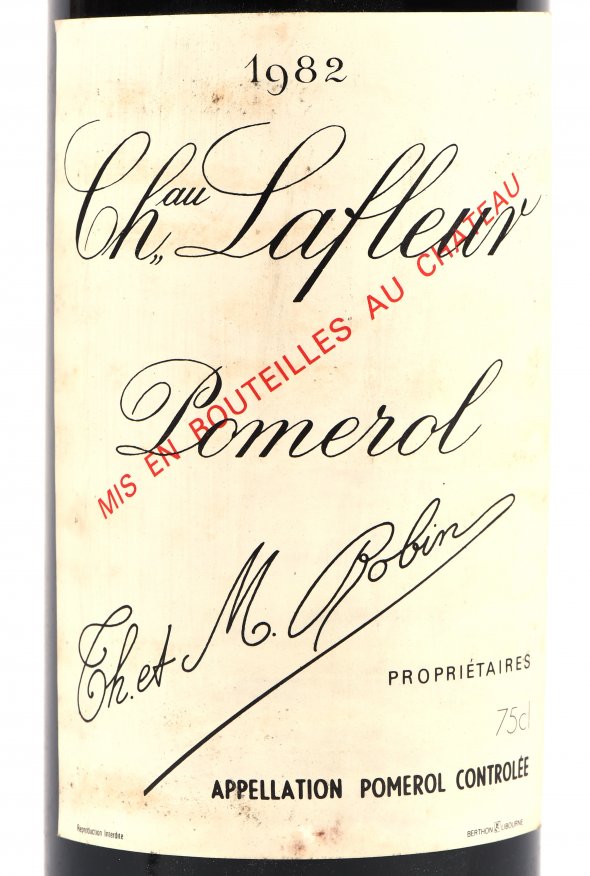 1982
Ch,,au Lafleur
MIS EN BOUTEILLES AU CHATEAU
Pomerol
Th. et M. Robin
PROPRIÉTAIRES
75cl
APPELLATION POMEROL CONTROLÉE
Reproduction Interdite
BERTHON LIBOURNE